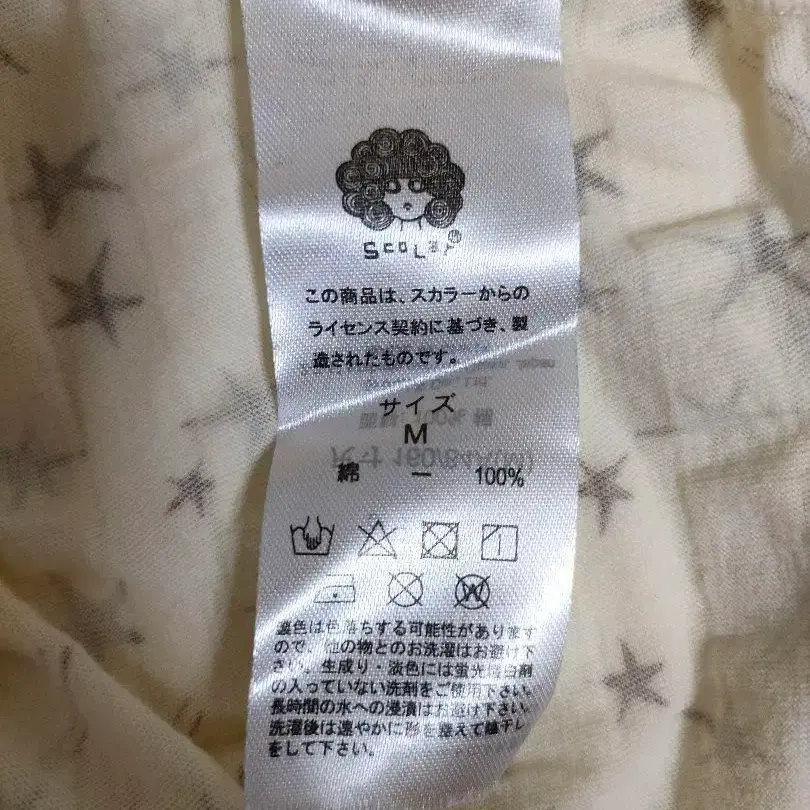 ScoLar
この商品は、スカラーからの
ライセンス契約に基づき、製
造されたものです。
サイズ
M
綿 ー 100%
W
濃色は色落ちする可能性があります
ので、他の物とのお洗濯はお避け下
さい。生成り・淡色には蛍光増白剤
の入っていない洗剤をご使用下さい。
長時間の水への浸漬はお避け下さい。
洗濯後は速やかに形を整えて陰干し
をして下さい。